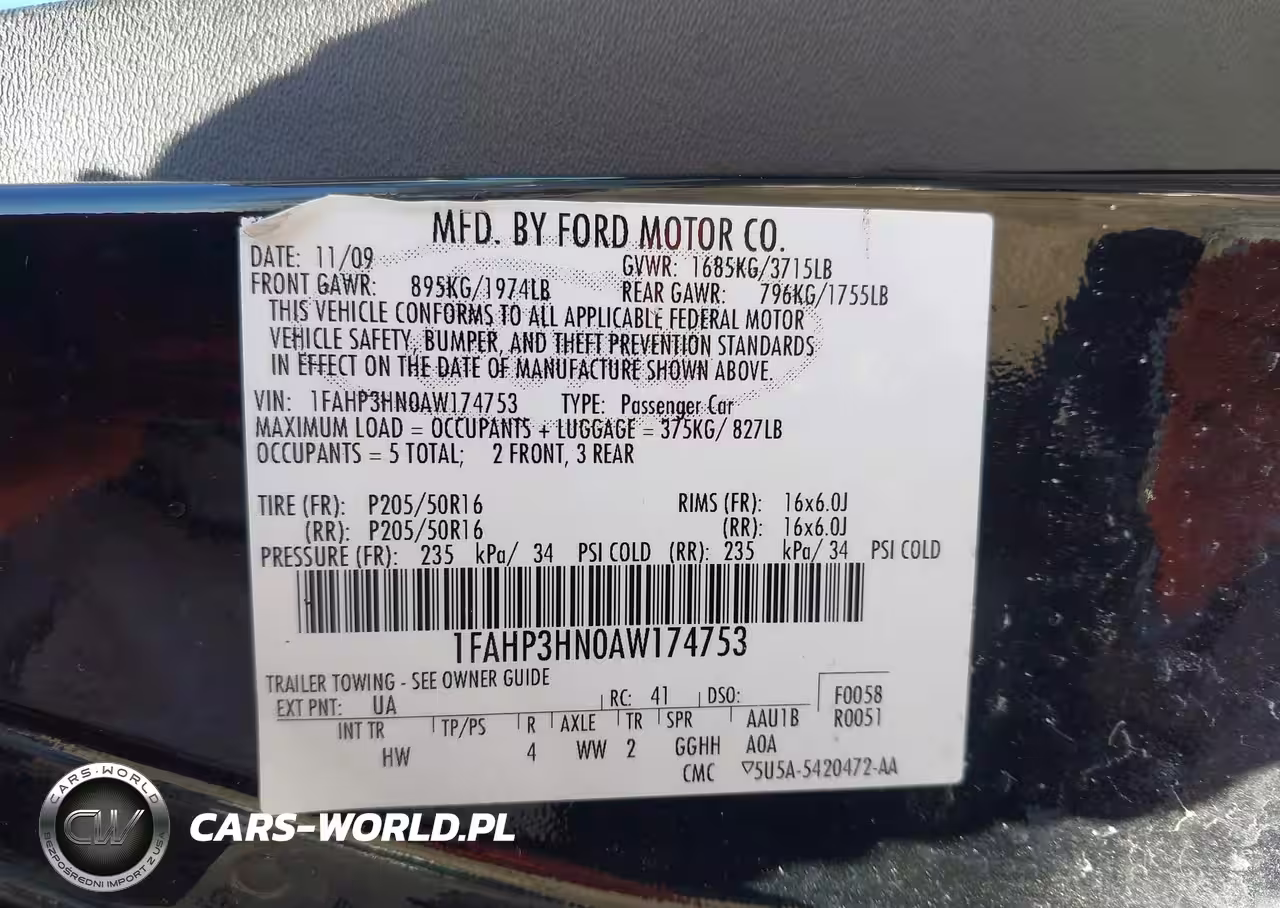 MFD. BY FORD MOTOR CO.
DATE: 11/09 GVWR: 1685KG/3715LB
FRONT GAWR: 895KG/1974LB REAR GAWR: 796KG/1755LB
THIS VEHICLE CONFORMS TO ALL APPLICABLE FEDERAL MOTOR
VEHICLE SAFETY, BUMPER, AND THEFT PREVENTION STANDARDS
IN EFFECT ON THE DATE OF MANUFACTURE SHOWN ABOVE.
VIN: 1FAHP3HN0AW174753 TYPE: Passenger Car
MAXIMUM LOAD = OCCUPANTS + LUGGAGE = 375KG/ 827LB
OCCUPANTS = 5 TOTAL; 2 FRONT, 3 REAR
TIRE (FR): P205/50R16 RIMS (FR): 16x6.0J
(RR): P205/50R16 (RR): 16x6.0J
PRESSURE (FR): 235 kPa/ 34 PSI COLD (RR): 235 kPa/ 34 PSI COLD
1FAHP3HN0AW174753
TRAILER TOWING - SEE OWNER GUIDE
EXT PNT: UA RC: 41 DSO: F0058
INT TR TP/PS R AXLE TR SPR AAU1B R0051
HW 4 WW 2 GGHH A0A
CMC ▽5U5A-5420472-AA
CARS-WORLD
CW
BEZPOŚREDNI IMPORT Z USA
CARS-WORLD.PL